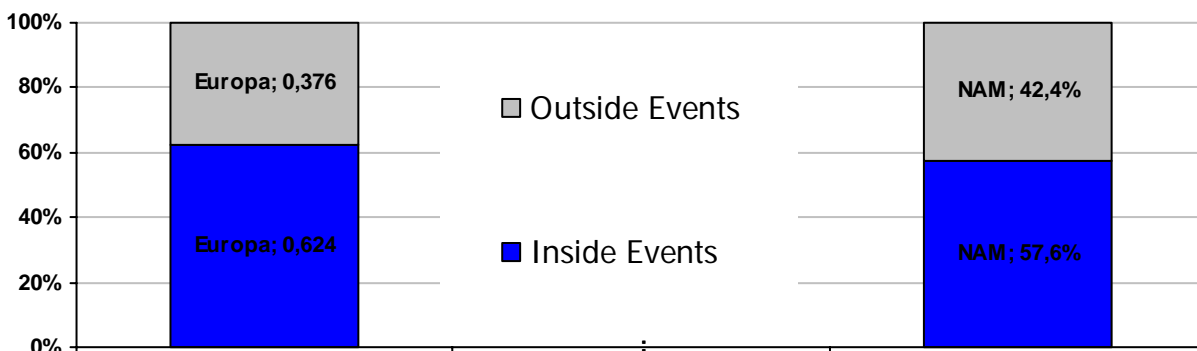 100%
Europa; 0,376
80%
NAM; 42,4%
Outside Events
60%
40%
Europa; 0,624
Inside Events
NAM; 57,6%
20%
0%